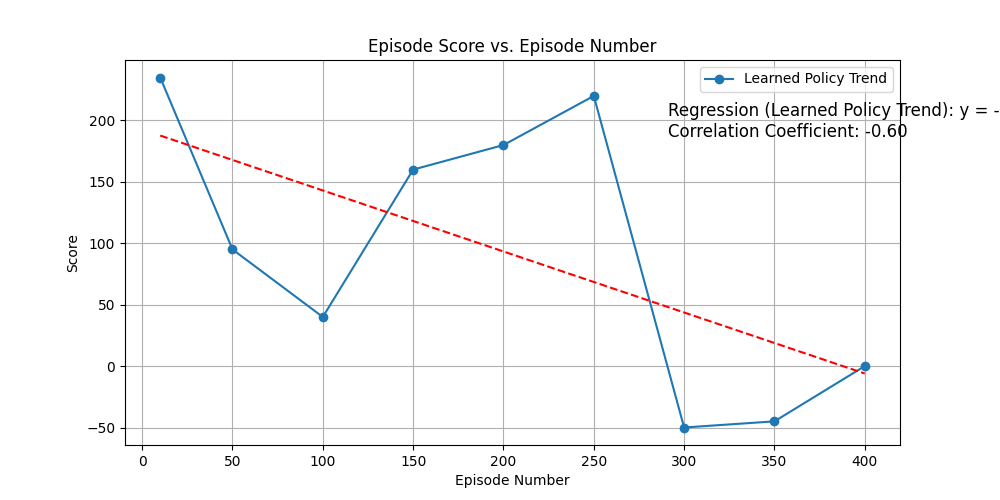 Episode Score vs. Episode Number
Learned Policy Trend
Regression (Learned Policy Trend): y = -
Correlation Coefficient: -0.60
Score
200
150
100
50
0
−50
0 50 100 150 200 250 300 350 400
Episode Number